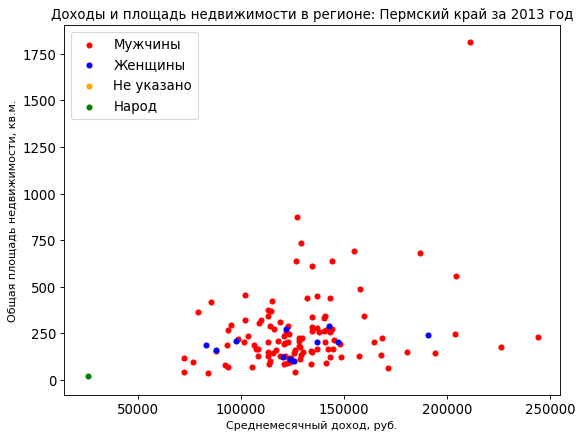 Доходы и площадь недвижимости в регионе: Пермский край за 2013 год
Мужчины
Женщины
Не указано
Народ
Общая площадь недвижимости, кв.м.
1750
1500
1250
1000
750
500
250
0
50000 100000 150000 200000 250000
Среднемесячный доход, руб.